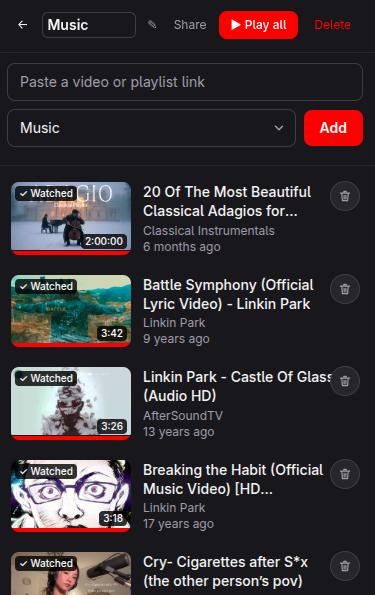 ← Music ✎ Share ▶ Play all Delete
Paste a video or playlist link
Music
Add
✓ Watched
2:00:00
20 Of The Most Beautiful
Classical Adagios for...
Classical Instrumentals
6 months ago
✓ Watched
3:42
Battle Symphony (Official
Lyric Video) - Linkin Park
Linkin Park
9 years ago
✓ Watched
3:26
Linkin Park - Castle Of Glass
(Audio HD)
AfterSoundTV
13 years ago
✓ Watched
3:18
Breaking the Habit (Official
Music Video) [HD...
Linkin Park
17 years ago
✓ Watched
Cry- Cigarettes after S*x
(the other person's pov)